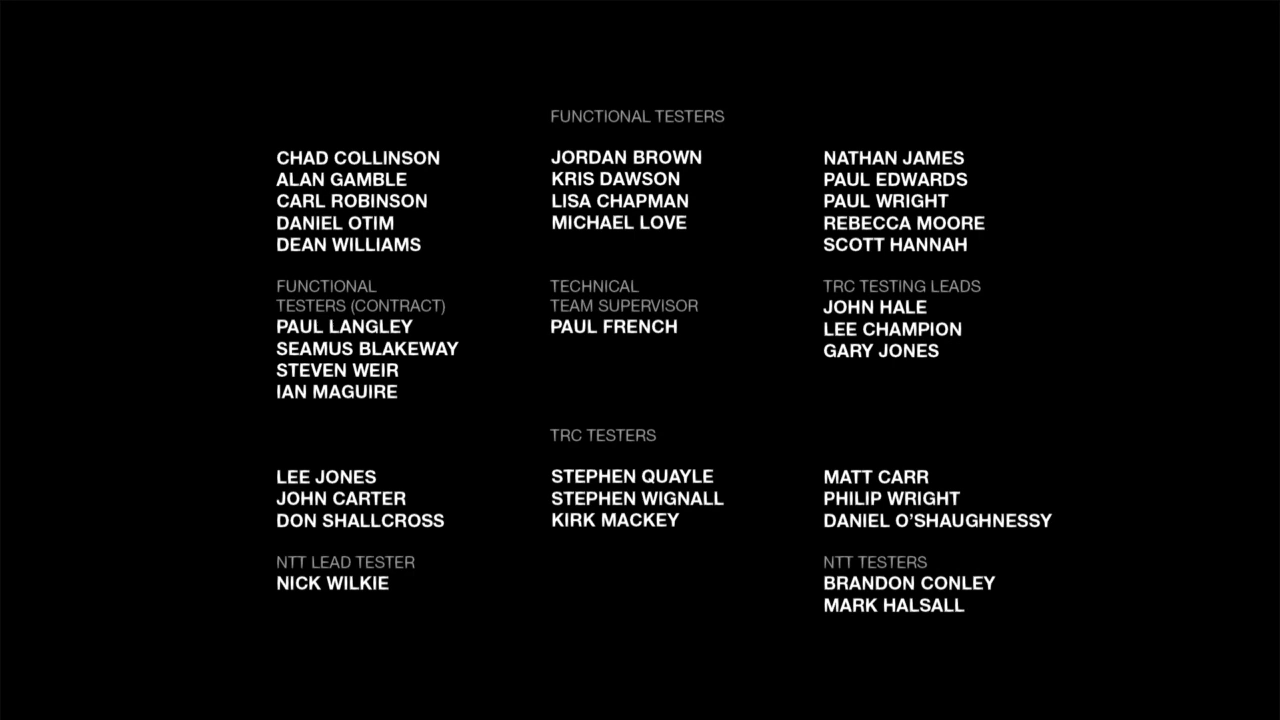 FUNCTIONAL TESTERS
CHAD COLLINSON
ALAN GAMBLE
CARL ROBINSON
DANIEL OTIM
DEAN WILLIAMS
JORDAN BROWN
KRIS DAWSON
LISA CHAPMAN
MICHAEL LOVE
NATHAN JAMES
PAUL EDWARDS
PAUL WRIGHT
REBECCA MOORE
SCOTT HANNAH
FUNCTIONAL
TESTERS (CONTRACT)
PAUL LANGLEY
SEAMUS BLAKEWAY
STEVEN WEIR
IAN MAGUIRE
TECHNICAL
TEAM SUPERVISOR
PAUL FRENCH
TRC TESTING LEADS
JOHN HALE
LEE CHAMPION
GARY JONES
TRC TESTERS
LEE JONES
JOHN CARTER
DON SHALLCROSS
STEPHEN QUAYLE
STEPHEN WIGNALL
KIRK MACKEY
MATT CARR
PHILIP WRIGHT
DANIEL O’SHAUGHNESSY
NTT LEAD TESTER
NICK WILKIE
NTT TESTERS
BRANDON CONLEY
MARK HALSALL